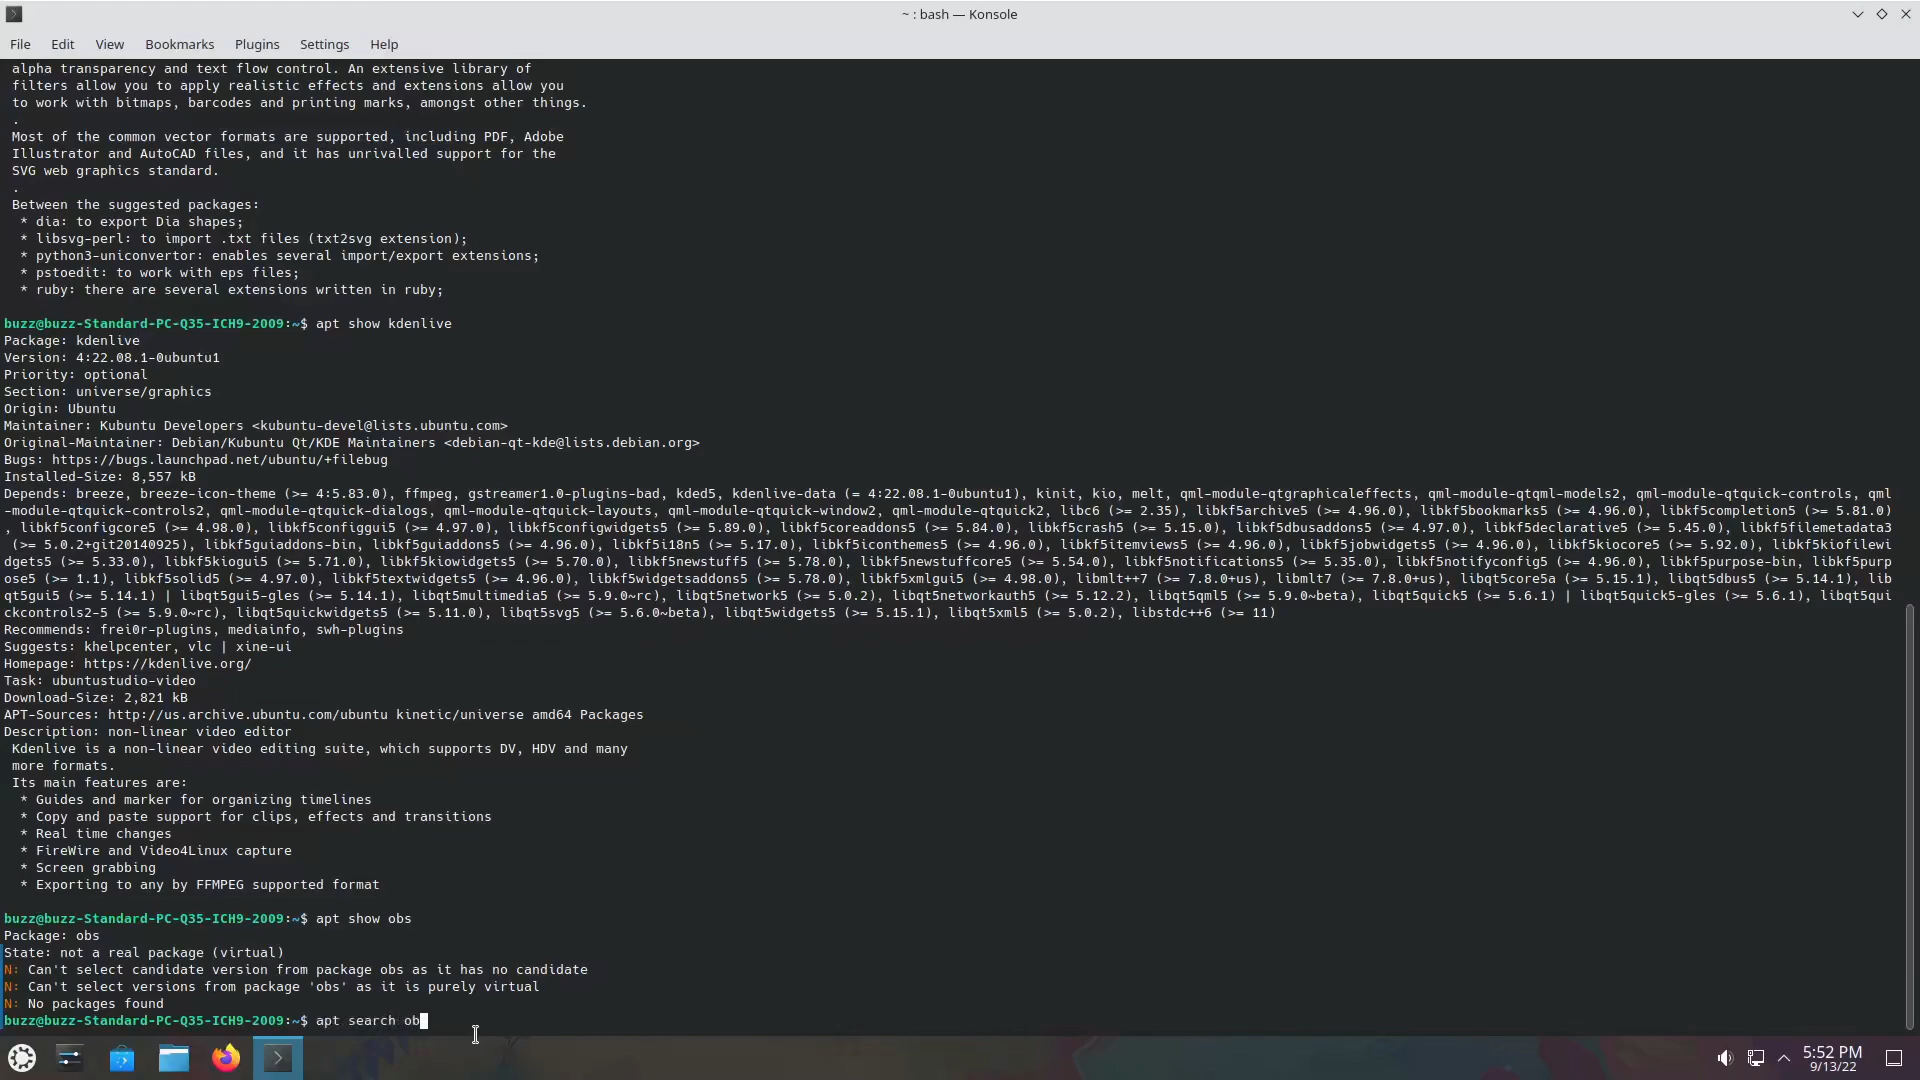 ~ : bash — Konsole
File Edit View Bookmarks Plugins Settings Help
alpha transparency and text flow control. An extensive library of
filters allow you to apply realistic effects and extensions allow you
to work with bitmaps, barcodes and printing marks, amongst other things.
.
Most of the common vector formats are supported, including PDF, Adobe
Illustrator and AutoCAD files, and it has unrivalled support for the
SVG web graphics standard.
.
Between the suggested packages:
* dia: to export Dia shapes;
* libsvg-perl: to import .txt files (txt2svg extension);
* python3-uniconvertor: enables several import/export extensions;
* pstoedit: to work with eps files;
* ruby: there are several extensions written in ruby;
buzz@buzz-Standard-PC-Q35-ICH9-2009:~$ apt show kdenlive
Package: kdenlive
Version: 4:22.08.1-0ubuntu1
Priority: optional
Section: universe/graphics
Origin: Ubuntu
Maintainer: Kubuntu Developers <kubuntu-devel@lists.ubuntu.com>
Original-Maintainer: Debian/Kubuntu Qt/KDE Maintainers <debian-qt-kde@lists.debian.org>
Bugs: https://bugs.launchpad.net/ubuntu/+filebug
Installed-Size: 8,557 kB
Depends: breeze, breeze-icon-theme (>= 4:5.83.0), ffmpeg, gstreamer1.0-plugins-bad, kded5, kdenlive-data (= 4:22.08.1-0ubuntu1), kinit, kio, melt, qml-module-qtgraphicaleffects, qml-module-qtqml-models2, qml-module-qtquick-controls, qml
-module-qtquick-controls2, qml-module-qtquick-dialogs, qml-module-qtquick-layouts, qml-module-qtquick-window2, qml-module-qtquick2, libc6 (>= 2.35), libkf5archive5 (>= 4.96.0), libkf5bookmarks5 (>= 4.96.0), libkf5completion5 (>= 5.81.0)
, libkf5configcore5 (>= 4.98.0), libkf5configgui5 (>= 4.97.0), libkf5configwidgets5 (>= 5.89.0), libkf5coreaddons5 (>= 5.84.0), libkf5crash5 (>= 5.15.0), libkf5dbusaddons5 (>= 4.97.0), libkf5declarative5 (>= 5.45.0), libkf5filemetadata3
(>= 5.0.2+git20140925), libkf5guiaddons-bin, libkf5guiaddons5 (>= 4.96.0), libkf5i18n5 (>= 5.17.0), libkf5iconthemes5 (>= 4.96.0), libkf5itemviews5 (>= 4.96.0), libkf5jobwidgets5 (>= 4.96.0), libkf5kiocore5 (>= 5.92.0), libkf5kiofilewi
dgets5 (>= 5.33.0), libkf5kiogui5 (>= 5.71.0), libkf5kiowidgets5 (>= 5.70.0), libkf5newstuff5 (>= 5.78.0), libkf5newstuffcore5 (>= 5.54.0), libkf5notifications5 (>= 5.35.0), libkf5notifyconfig5 (>= 4.96.0), libkf5purpose-bin, libkf5purp
ose5 (>= 1.1), libkf5solid5 (>= 4.97.0), libkf5textwidgets5 (>= 4.96.0), libkf5widgetsaddons5 (>= 5.78.0), libkf5xmlgui5 (>= 4.98.0), libmlt++7 (>= 7.8.0+us), libmlt7 (>= 7.8.0+us), libqt5core5a (>= 5.15.1), libqt5dbus5 (>= 5.14.1), lib
qt5gui5 (>= 5.14.1) | libqt5gui5-gles (>= 5.14.1), libqt5multimedia5 (>= 5.9.0~rc), libqt5network5 (>= 5.0.2), libqt5networkauth5 (>= 5.12.2), libqt5qml5 (>= 5.9.0~beta), libqt5quick5 (>= 5.6.1) | libqt5quick5-gles (>= 5.6.1), libqt5qui
ckcontrols2-5 (>= 5.9.0~rc), libqt5quickwidgets5 (>= 5.11.0), libqt5svg5 (>= 5.6.0~beta), libqt5widgets5 (>= 5.15.1), libqt5xml5 (>= 5.0.2), libstdc++6 (>= 11)
Recommends: frei0r-plugins, mediainfo, swh-plugins
Suggests: khelpcenter, vlc | xine-ui
Homepage: https://kdenlive.org/
Task: ubuntustudio-video
Download-Size: 2,821 kB
APT-Sources: http://us.archive.ubuntu.com/ubuntu kinetic/universe amd64 Packages
Description: non-linear video editor
Kdenlive is a non-linear video editing suite, which supports DV, HDV and many
more formats.
Its main features are:
* Guides and marker for organizing timelines
* Copy and paste support for clips, effects and transitions
* Real time changes
* FireWire and Video4Linux capture
* Screen grabbing
* Exporting to any by FFMPEG supported format
buzz@buzz-Standard-PC-Q35-ICH9-2009:~$ apt show obs
Package: obs
State: not a real package (virtual)
N: Can't select candidate version from package obs as it has no candidate
N: Can't select versions from package 'obs' as it is purely virtual
N: No packages found
buzz@buzz-Standard-PC-Q35-ICH9-2009:~$ apt search ob
5:52 PM
9/13/22